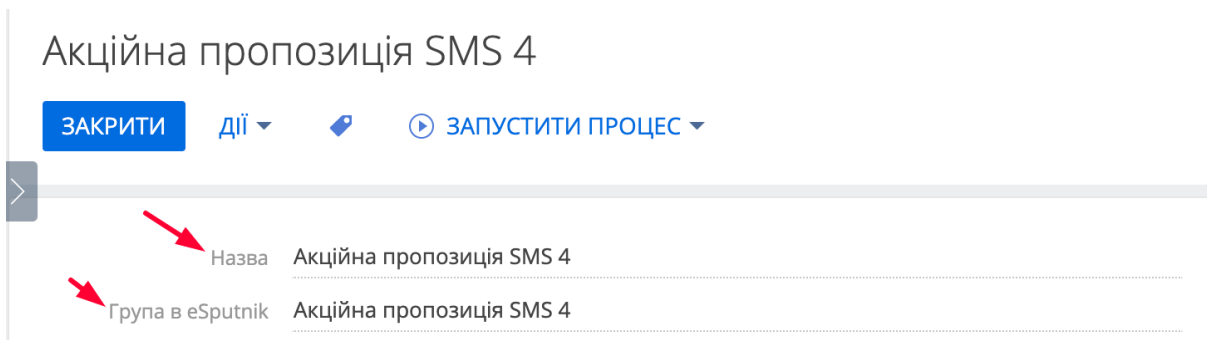 Акційна пропозиція SMS 4
ЗАКРИТИ ДІЇ ЗАПУСТИТИ ПРОЦЕС
Назва Акційна пропозиція SMS 4
Група в eSputnik Акційна пропозиція SMS 4